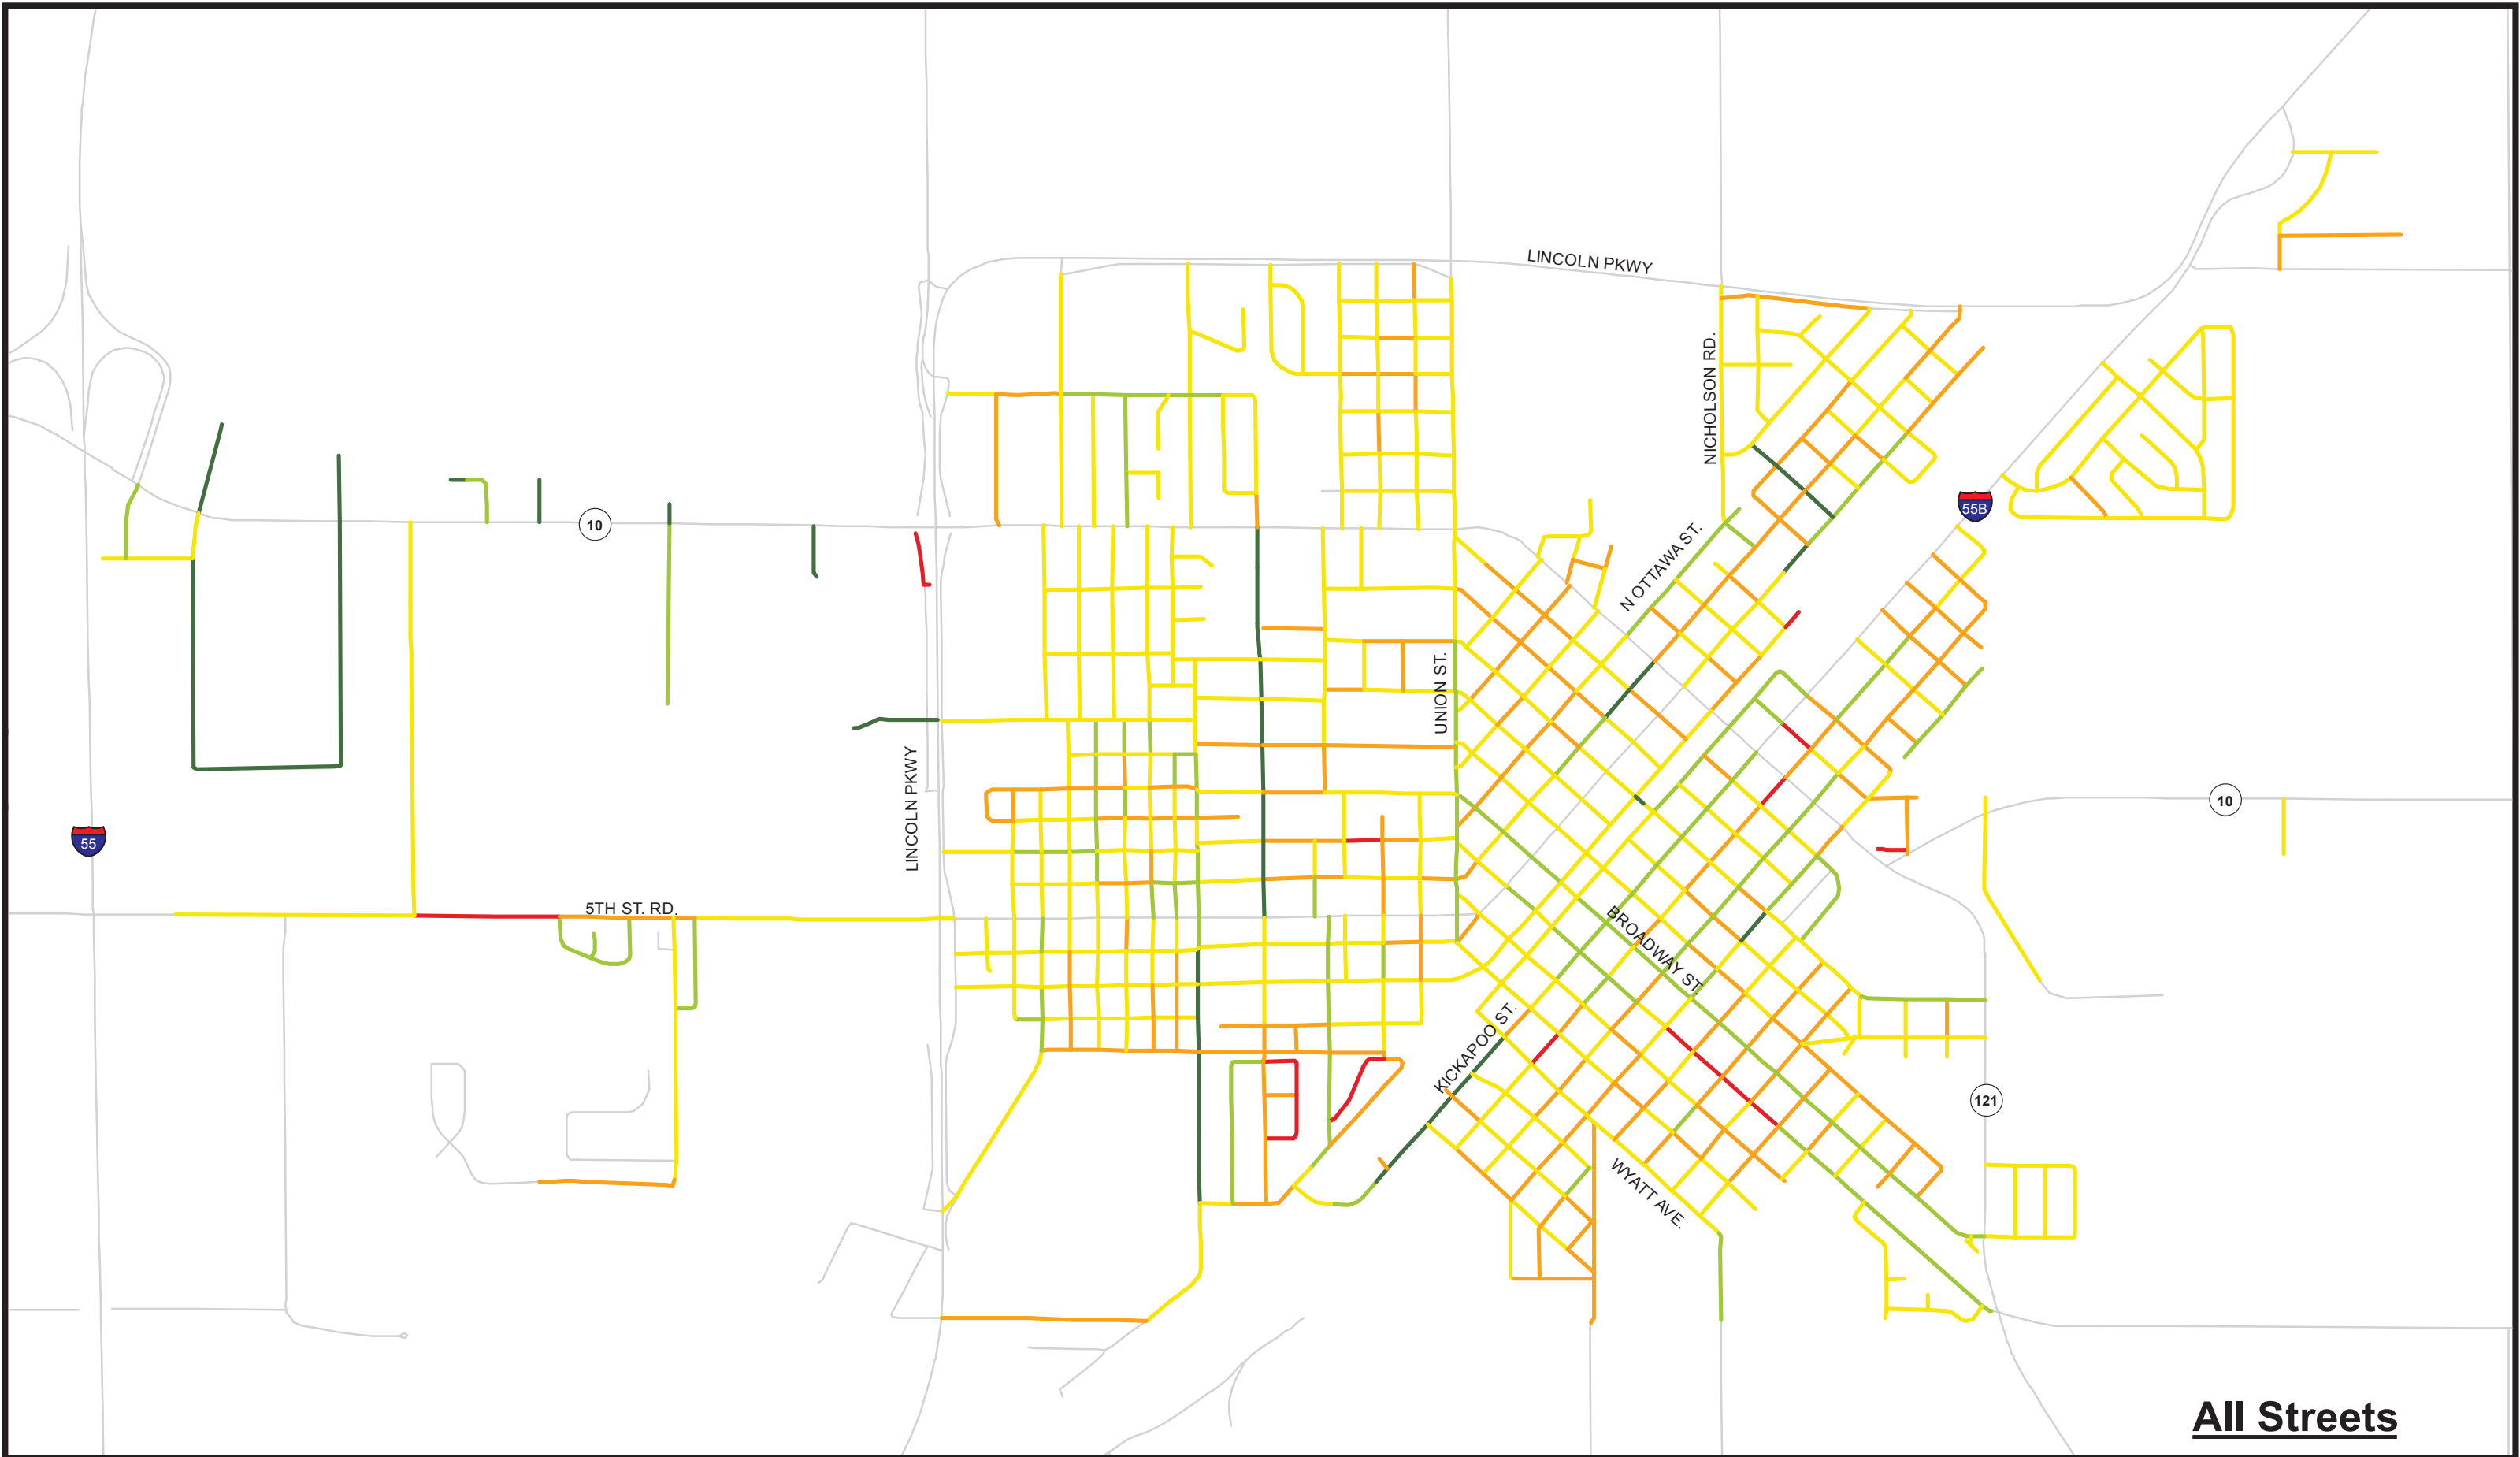 LINCOLN PKWY
NICHOLSON RD.
55B
10
N OTTAWA ST.
UNION ST.
LINCOLN PKWY
10
55
5TH ST. RD.
BROADWAY ST.
KICKAPOO ST.
121
WYATT AVE.
All Streets